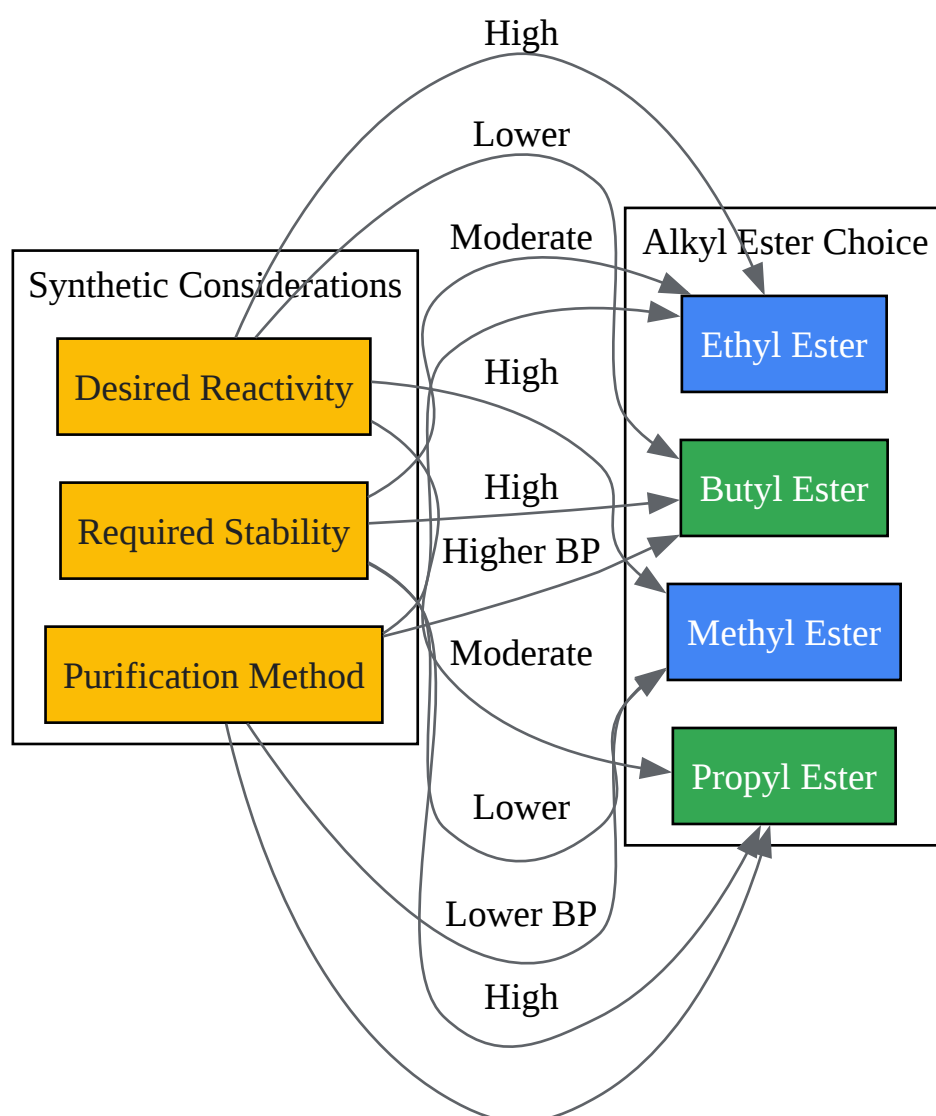 High
Lower
Moderate
Alkyl Ester Choice
Synthetic Considerations
Ethyl Ester
High
Desired Reactivity
High
Butyl Ester
Required Stability
Higher BP
Methyl Ester
Moderate
Purification Method
Propyl Ester
Lower
Lower BP
High